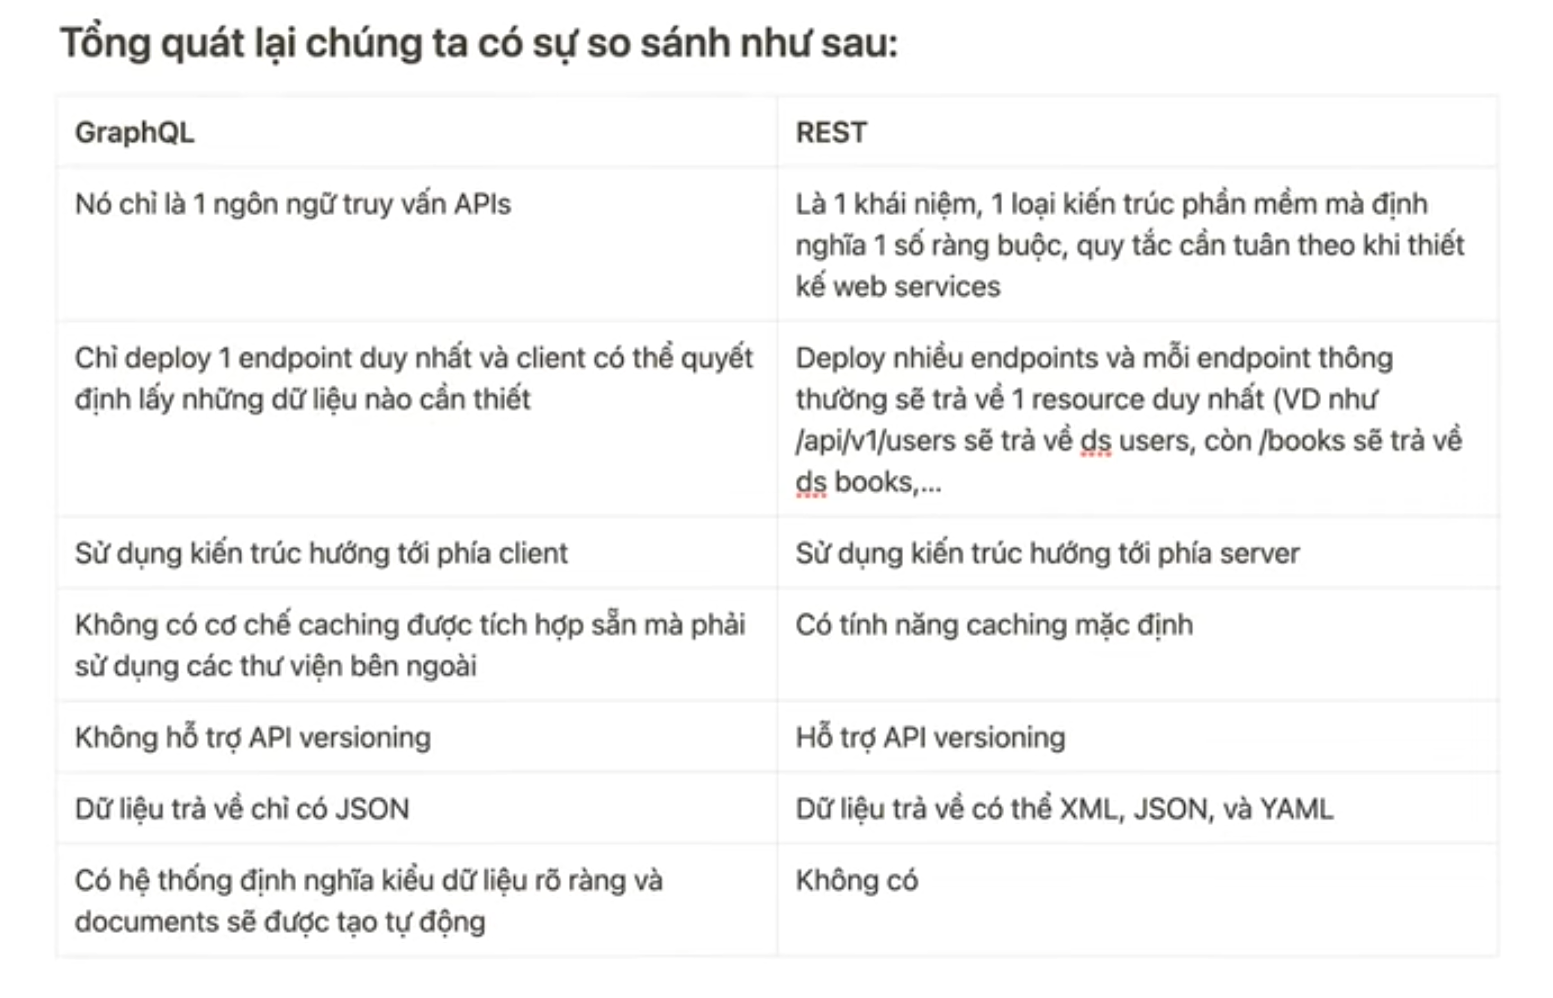 Tổng quát lại chúng ta có sự so sánh như sau:
GraphQL
REST
Nó chỉ là 1 ngôn ngữ truy vấn APIs
Là 1 khái niệm, 1 loại kiến trúc phần mềm mà định
nghĩa 1 số ràng buộc, quy tắc cần tuân theo khi thiết
kế web services
Chỉ deploy 1 endpoint duy nhất và client có thể quyết
định lấy những dữ liệu nào cần thiết
Deploy nhiều endpoints và mỗi endpoint thông
thường sẽ trả về 1 resource duy nhất (VD như
/api/v1/users sẽ trả về ds users, còn /books sẽ trả về
ds books,...
Sử dụng kiến trúc hướng tới phía client
Sử dụng kiến trúc hướng tới phía server
Không có cơ chế caching được tích hợp sẵn mà phải
sử dụng các thư viện bên ngoài
Có tính năng caching mặc định
Không hỗ trợ API versioning
Hỗ trợ API versioning
Dữ liệu trả về chỉ có JSON
Dữ liệu trả về có thể XML, JSON, và YAML
Có hệ thống định nghĩa kiểu dữ liệu rõ ràng và
documents sẽ được tạo tự động
Không có